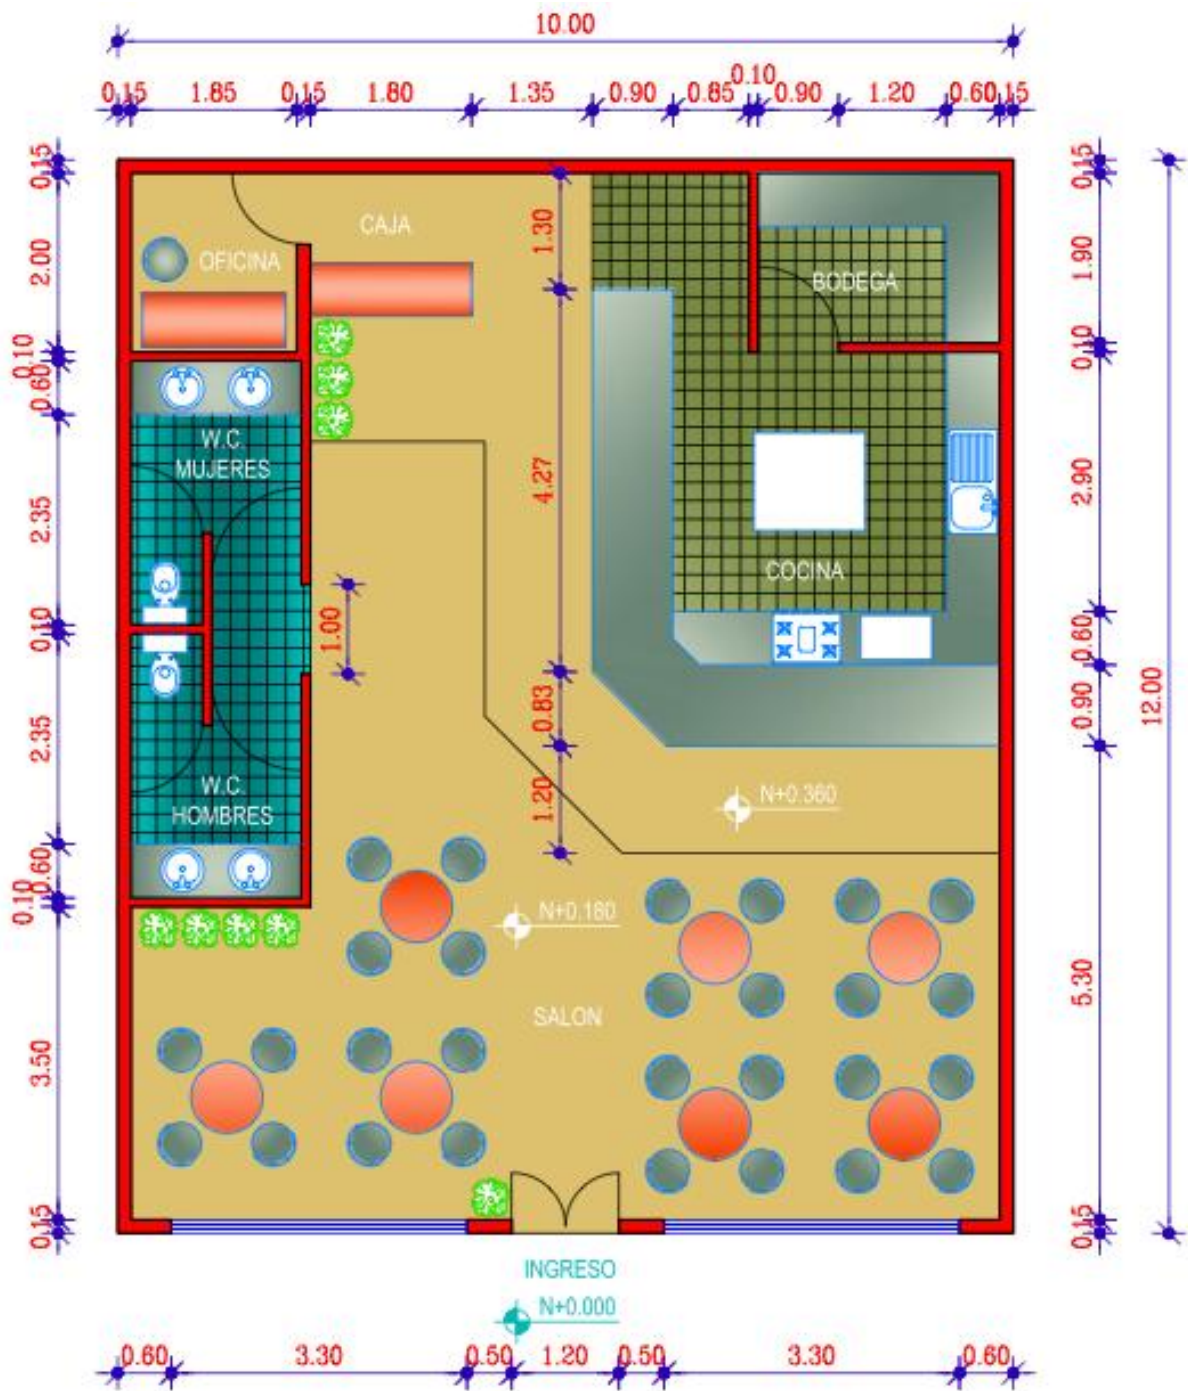 10.00
0.15 1.85 0.15 1.80 1.35 0.90 0.85 0.10 0.90 1.20 0.60 0.15
0.15
2.00
0.10
0.60
2.35
0.10
2.35
0.60
0.10
3.50
0.15
OFICINA
CAJA
1.30
BODEGA
W.C.
MUJERES
4.27
COCINA
1.00
0.83
W.C.
HOMBRES
1.20
N+0.360
N+0.180
SALON
0.15
1.90
0.10
2.90
0.60
0.90
5.30
0.15
12.00
INGRESO
N+0.000
0.60 3.30 0.50 1.20 0.50 3.30 0.60